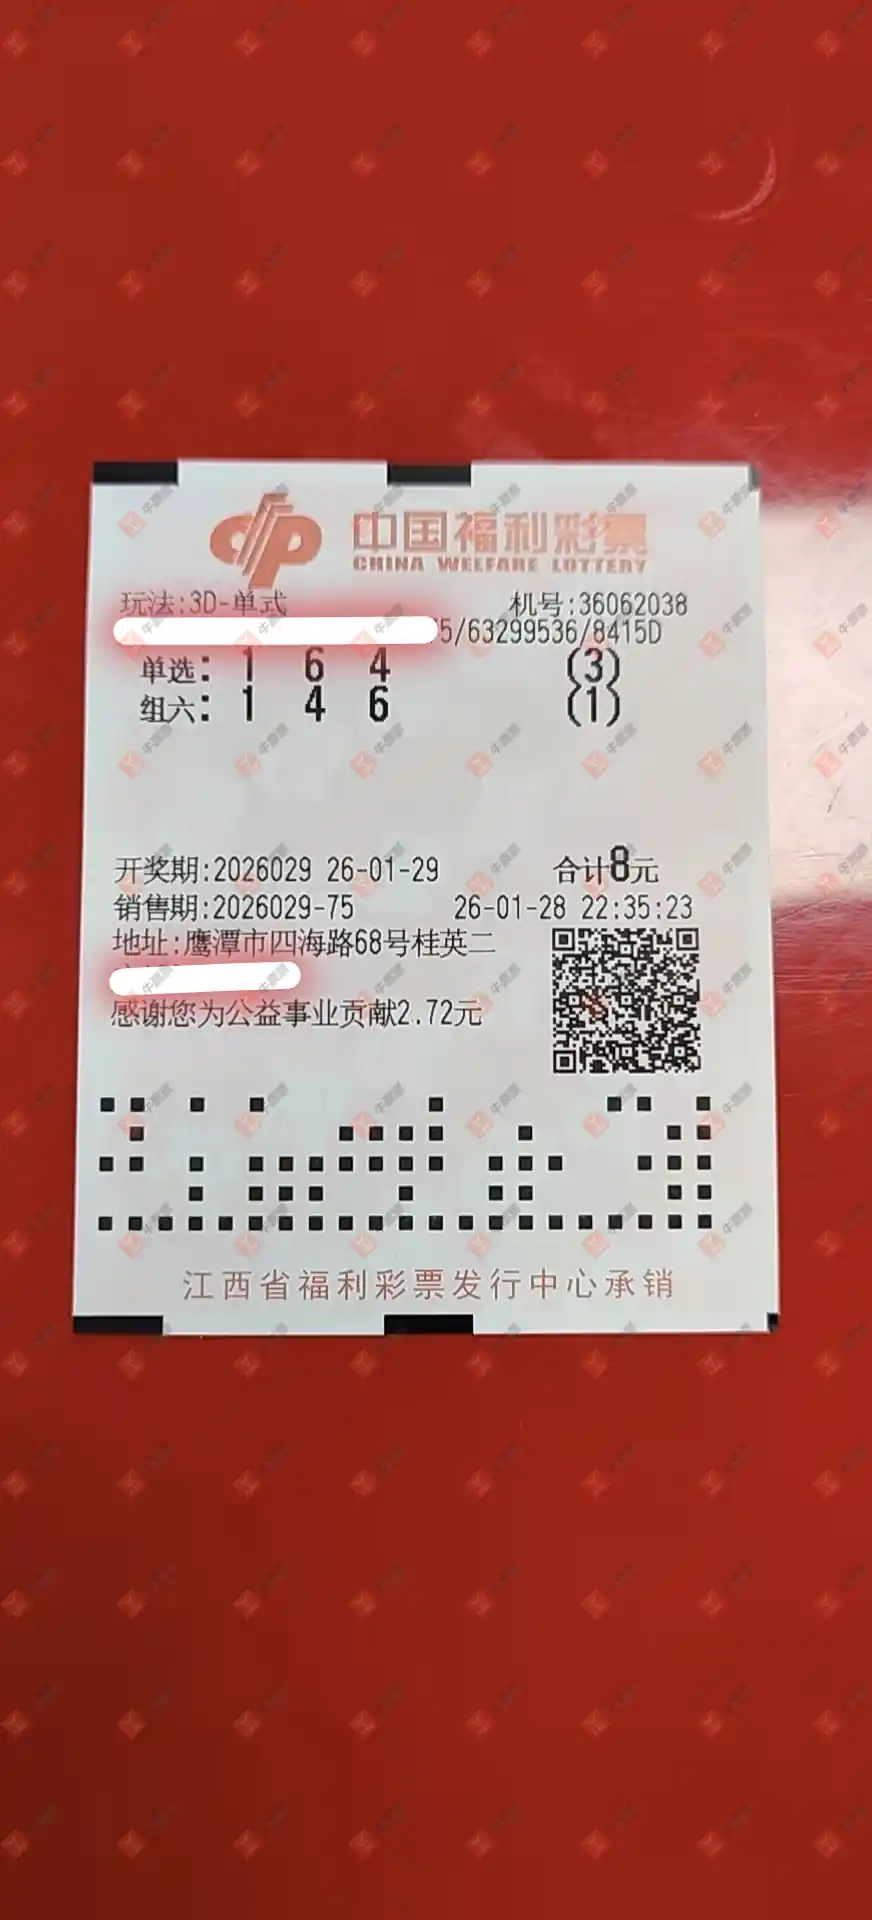 中国福利彩票
CHINA WELFARE LOTTERY
玩法:3D-单式 机号:36062038
5/63299536/8415D
单选: 1 6 4 (3)
组六: 1 4 6 (1)
开奖期:2026029 26-01-29 合计8元
销售期:2026029-75 26-01-28 22:35:23
地址:鹰潭市四海路68号桂英二
感谢您为公益事业贡献2.72元
江西省福利彩票发行中心承销